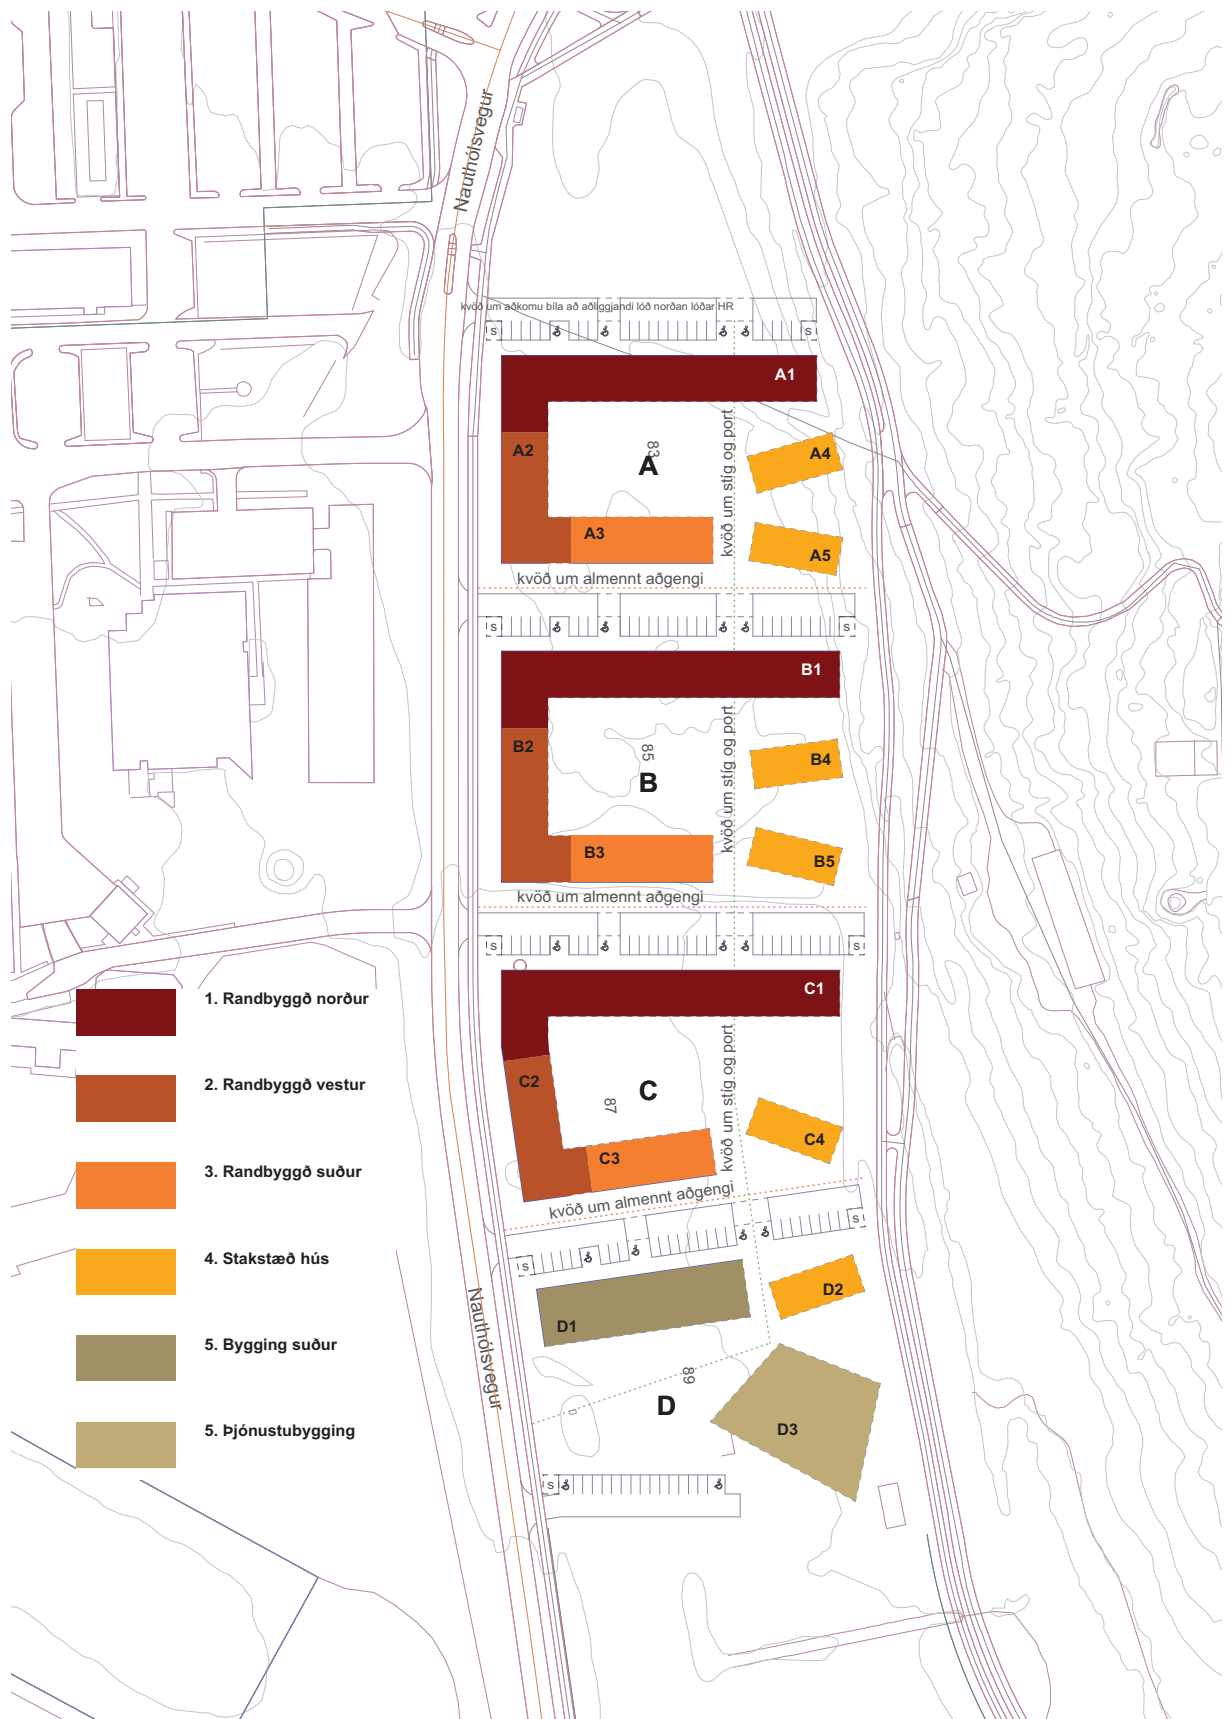 Nauthólsvegur
kvöð um aðkomu bíla að aðliggjandi lóð norðan lóðar HR
S
S
A1
A2
83
A
kvöð um stíg og port
A4
A3
A5
kvöð um almennt aðgengi
S
S
B1
B2
85
B
kvöð um stíg og port
B4
B3
B5
kvöð um almennt aðgengi
S
S
C1
1. Randbyggð norður
2. Randbyggð vestur
3. Randbyggð suður
4. Stakstæð hús
5. Bygging suður
5. Þjónustubygging
C2
87
C
kvöð um stíg og port
C4
C3
kvöð um almennt aðgengi
S
S
Nauthólsvegur
D1
D2
89
D
D3
S